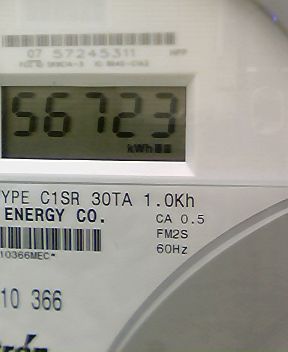 07 57245311
56723
kWh
YPE C1SR 30TA 1.0Kh
ENERGY CO.
CA 0.5
FM2S
60Hz
10366MEC*
10 366
trón